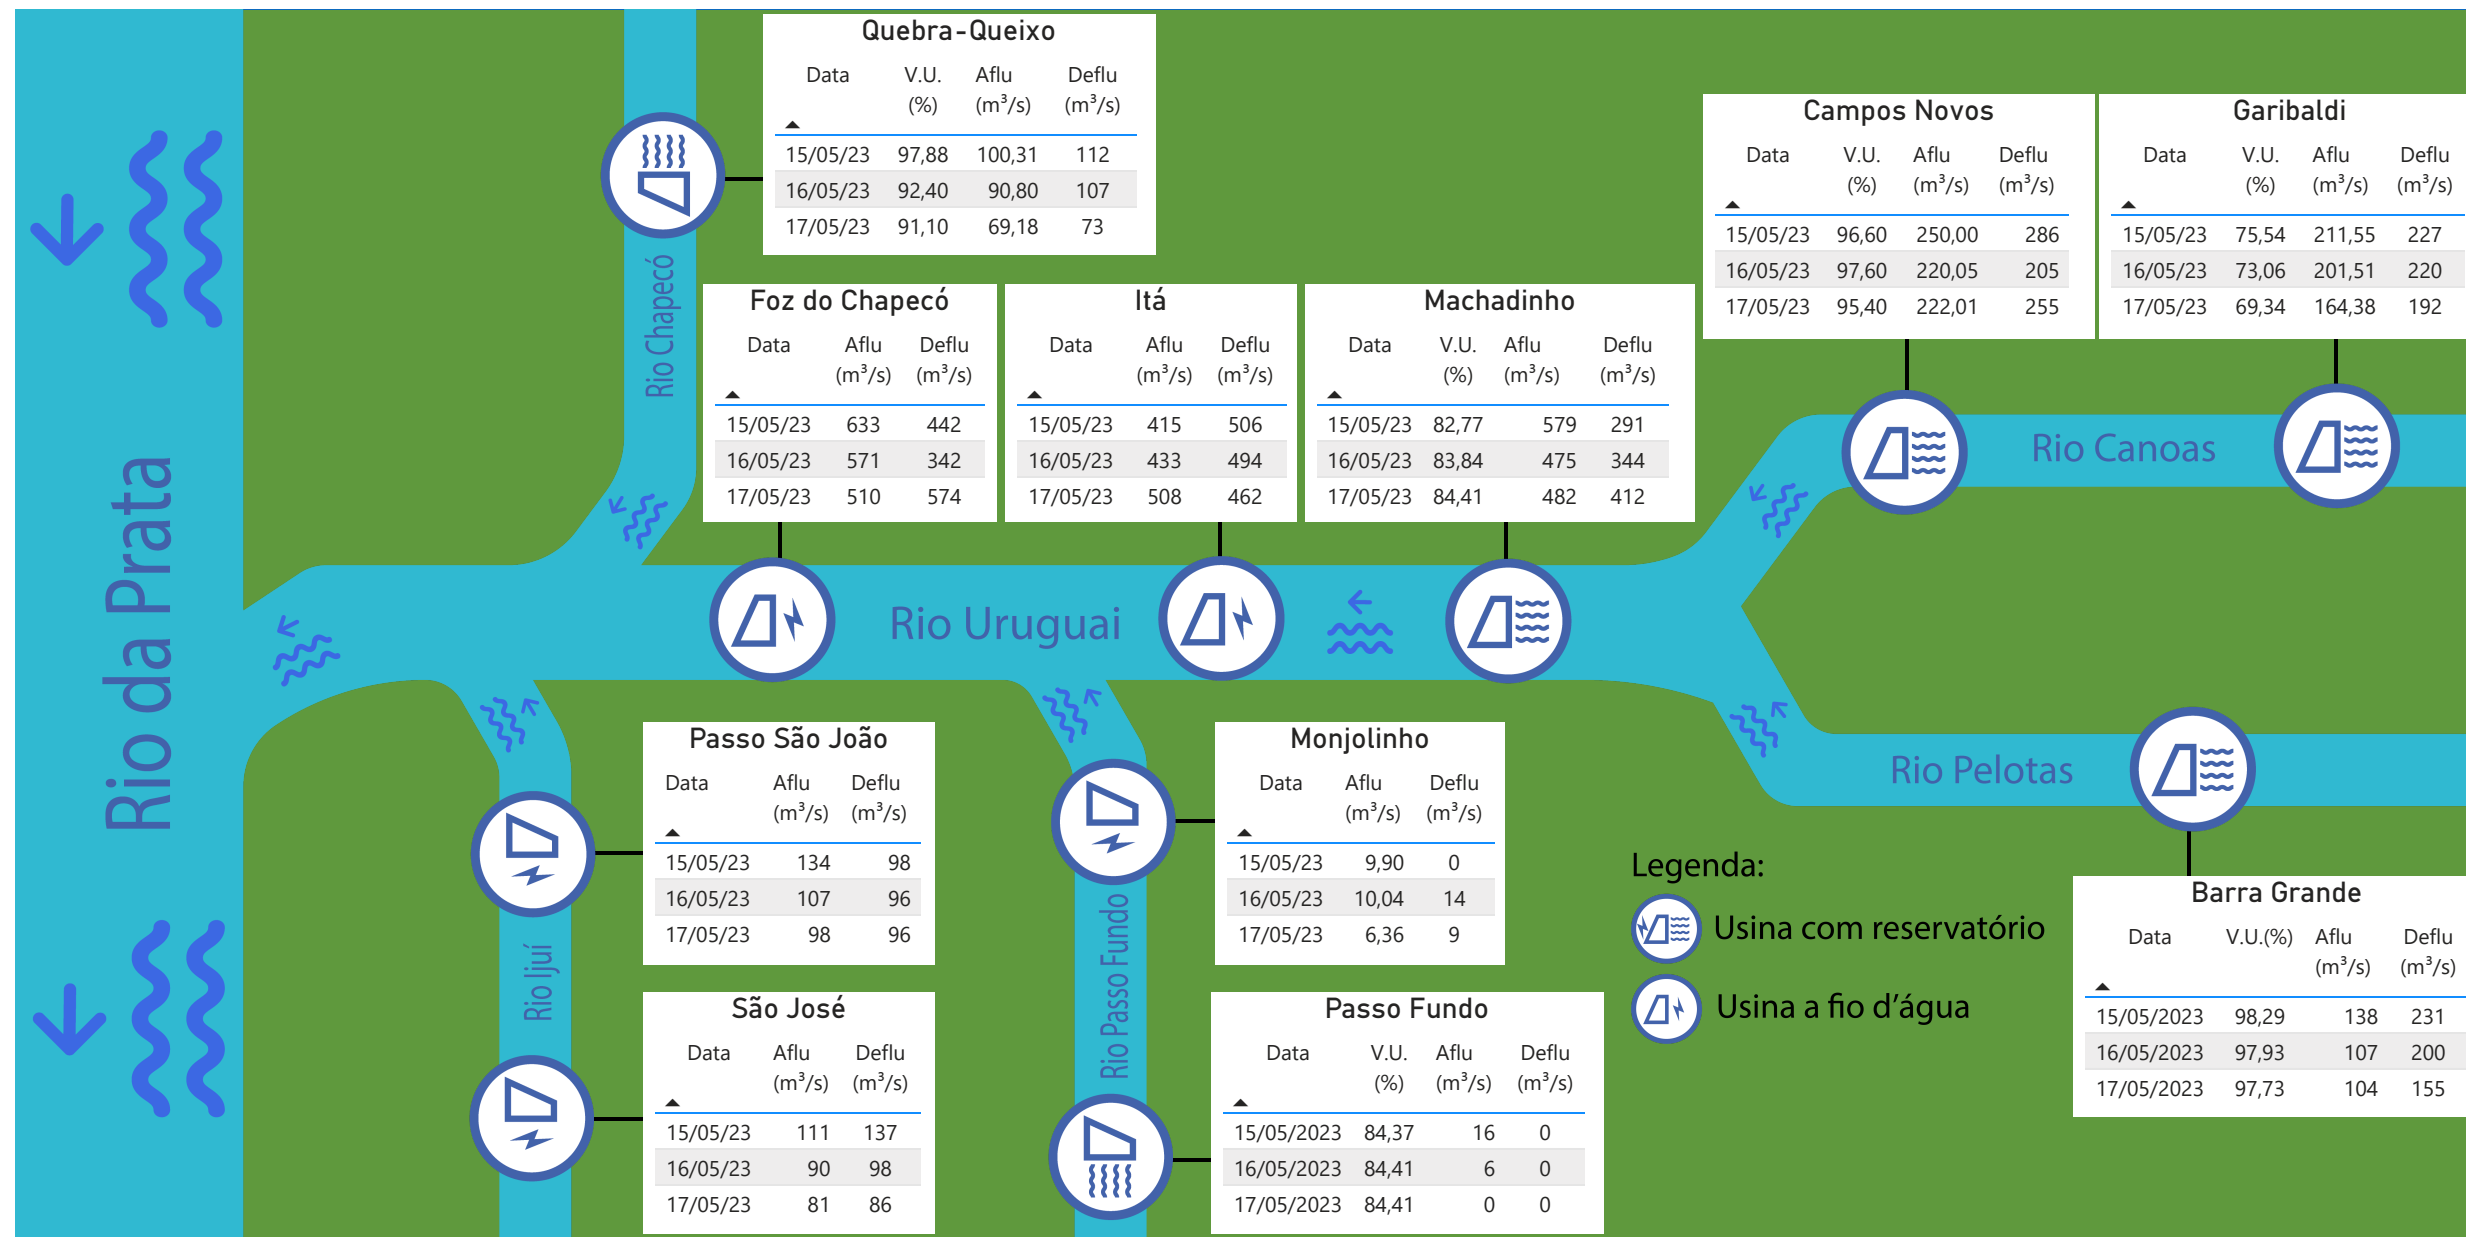 Quebra-Queixo
Data V.U. Aflu Deflu
(%) (m³/s) (m³/s)
15/05/23 97,88 100,31 112
16/05/23 92,40 90,80 107
17/05/23 91,10 69,18 73
Campos Novos
Data V.U. Aflu Deflu
(%) (m³/s) (m³/s)
15/05/23 96,60 250,00 286
16/05/23 97,60 220,05 205
17/05/23 95,40 222,01 255
Garibaldi
Data V.U. Aflu Deflu
(%) (m³/s) (m³/s)
15/05/23 75,54 211,55 227
16/05/23 73,06 201,51 220
17/05/23 69,34 164,38 192
Rio Chapecó
Foz do Chapecó
Data Aflu Deflu
(m³/s) (m³/s)
15/05/23 633 442
16/05/23 571 342
17/05/23 510 574
Itá
Data Aflu Deflu
(m³/s) (m³/s)
15/05/23 415 506
16/05/23 433 494
17/05/23 508 462
Machadinho
Data V.U. Aflu Deflu
(%) (m³/s) (m³/s)
15/05/23 82,77 579 291
16/05/23 83,84 475 344
17/05/23 84,41 482 412
Rio Canoas
Rio da Prata
Rio Uruguai
Rio Pelotas
Passo São João
Data Aflu Deflu
(m³/s) (m³/s)
15/05/23 134 98
16/05/23 107 96
17/05/23 98 96
Monjolinho
Data Aflu Deflu
(m³/s) (m³/s)
15/05/23 9,90 0
16/05/23 10,04 14
17/05/23 6,36 9
Rio Ijuí
Rio Passo Fundo
Legenda:
Usina com reservatório
Usina a fio d’água
Barra Grande
Data V.U.(%) Aflu Deflu
(m³/s) (m³/s)
15/05/2023 98,29 138 231
16/05/2023 97,93 107 200
17/05/2023 97,73 104 155
São José
Data Aflu Deflu
(m³/s) (m³/s)
15/05/23 111 137
16/05/23 90 98
17/05/23 81 86
Passo Fundo
Data V.U. Aflu Deflu
(%) (m³/s) (m³/s)
15/05/2023 84,37 16 0
16/05/2023 84,41 6 0
17/05/2023 84,41 0 0